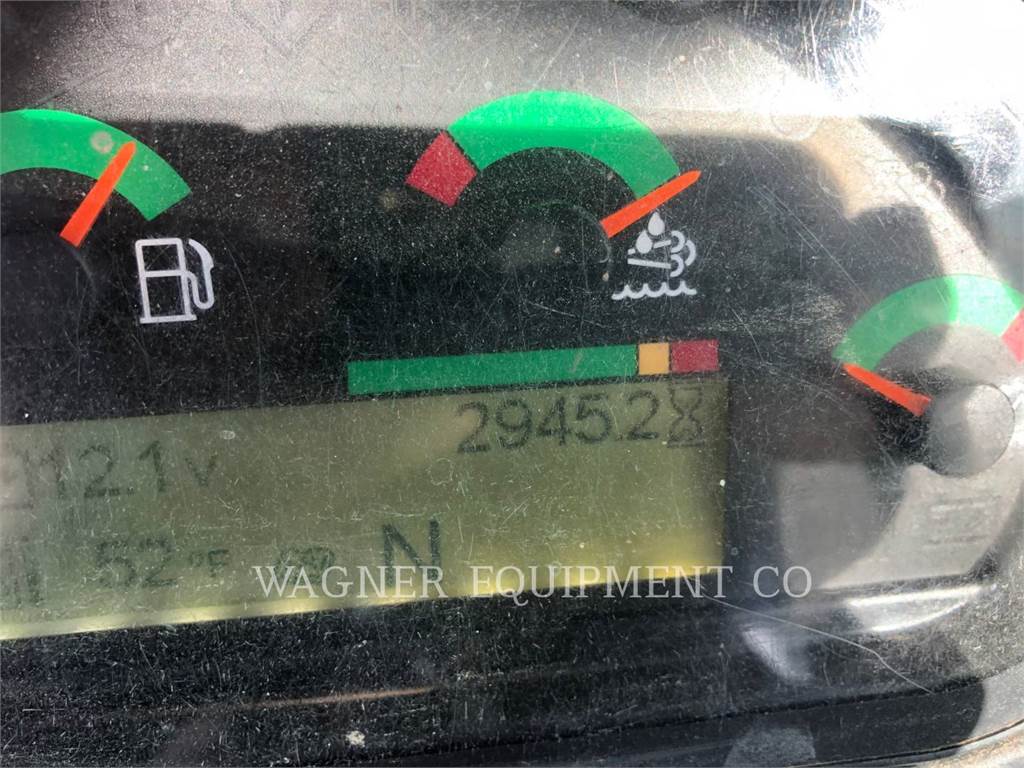 2945.2
12.1V
52°F N
WAGNER EQUIPMENT CO